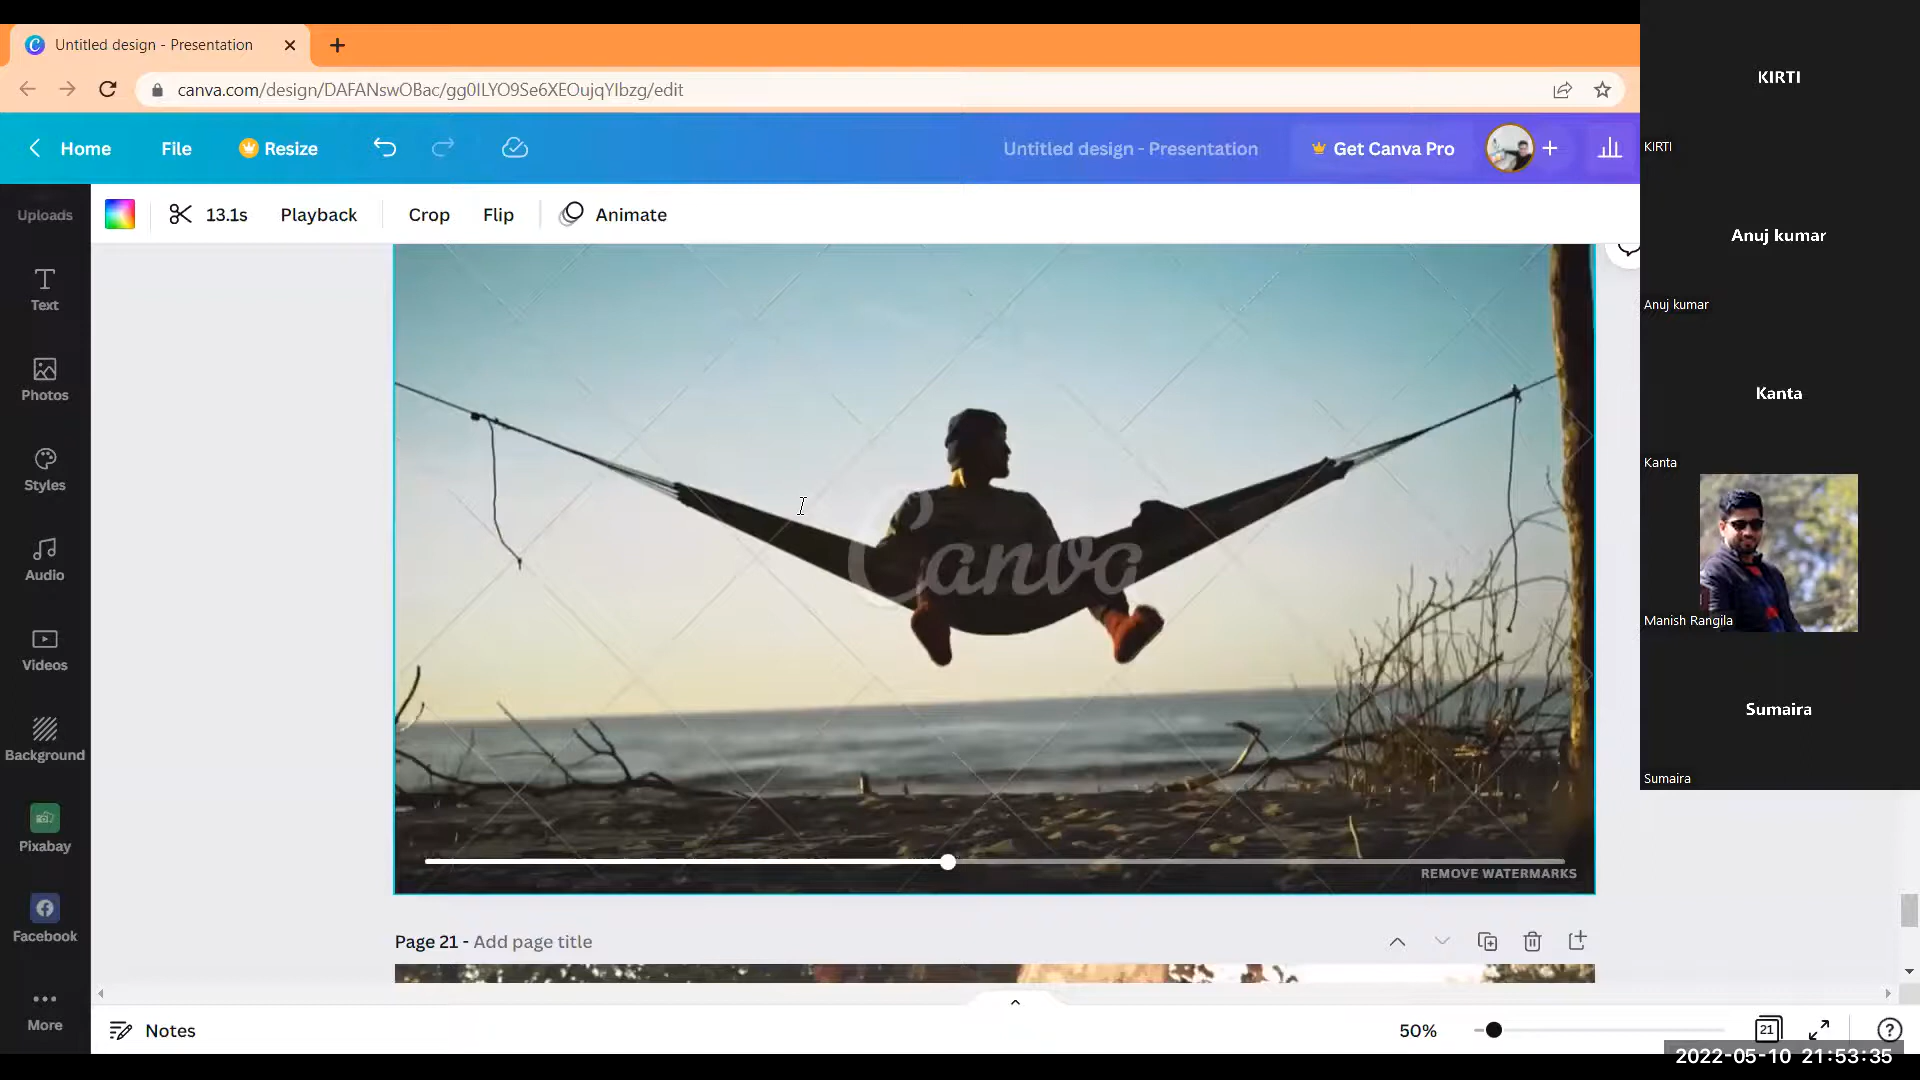 Untitled design - Presentation
canva.com/design/DAFANswOBac/gg0ILYO9Se6XEOujqYIbzg/edit
Home File Resize Untitled design - Presentation Get Canva Pro
Uploads 13.1s Playback Crop Flip Animate
Text
Photos
Styles
Audio
Videos
Background
Pixabay
Facebook
More
Canva
REMOVE WATERMARKS
Page 21 - Add page title
Notes 50% 21
KIRTI
KIRTI
Anuj kumar
Anuj kumar
Kanta
Kanta
Manish Rangila
Sumaira
Sumaira
2022-05-10 21:53:35